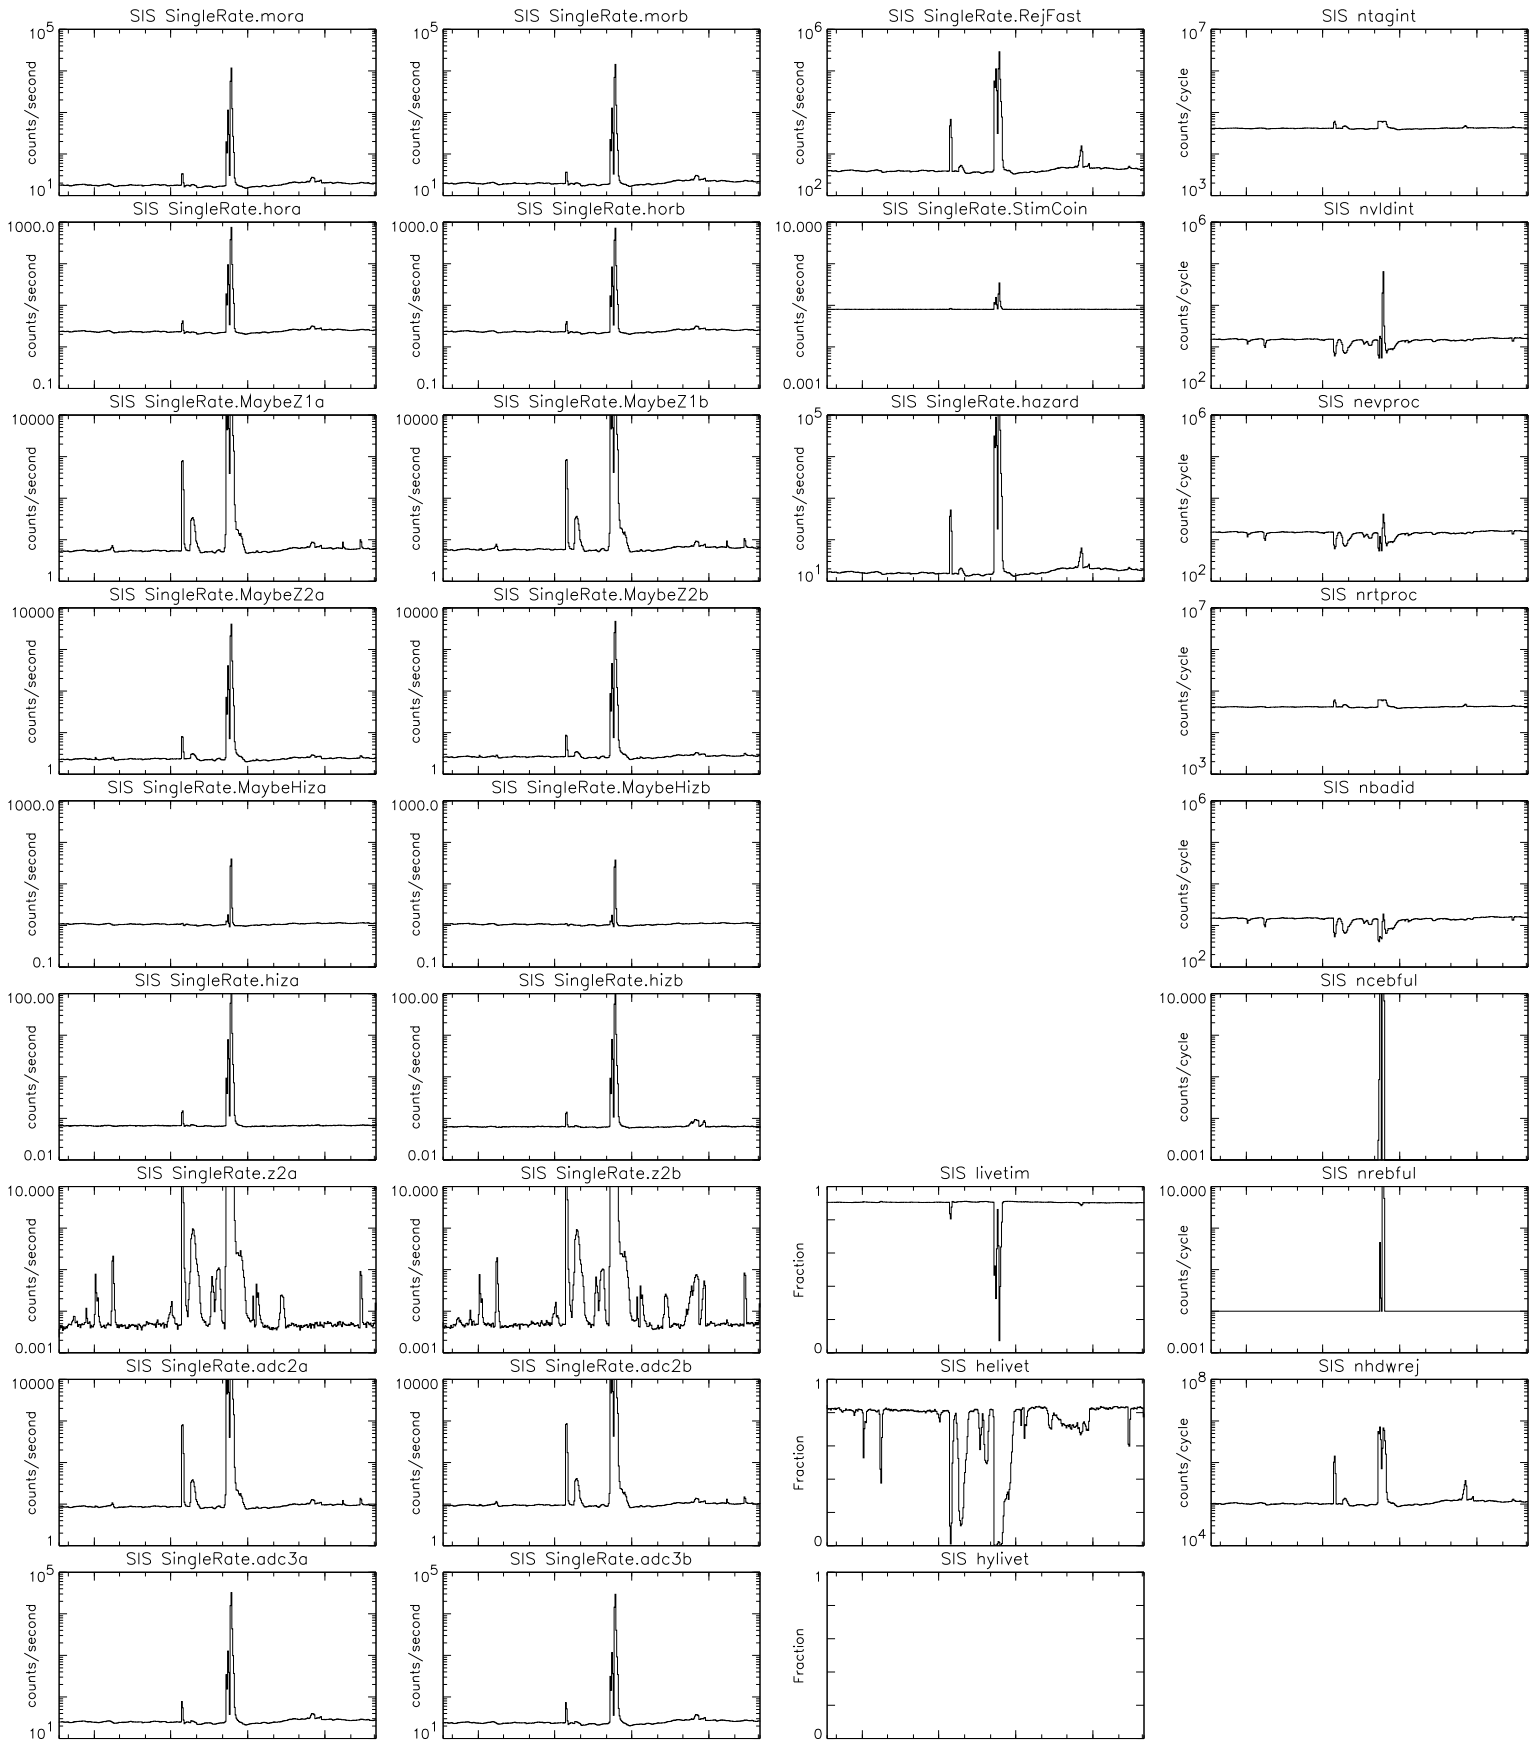 SIS SingleRate.mora
SIS SingleRate.morb
SIS SingleRate.RejFast
SIS ntagint
10^5
10^1
counts/second
10^5
10^1
counts/second
10^6
10^2
counts/second
10^7
10^3
counts/cycle
SIS SingleRate.hora
SIS SingleRate.horb
SIS SingleRate.StimCoin
SIS nvldint
1000.0
0.1
counts/second
1000.0
0.1
counts/second
10.000
0.001
counts/second
10^6
10^2
counts/cycle
SIS SingleRate.MaybeZ1a
SIS SingleRate.MaybeZ1b
SIS SingleRate.hazard
SIS nevproc
10000
1
counts/second
10000
1
counts/second
10^5
10^1
counts/second
10^6
10^2
counts/cycle
SIS SingleRate.MaybeZ2a
SIS SingleRate.MaybeZ2b
SIS nrtproc
10000
1
counts/second
10000
1
counts/second
10^7
10^3
counts/cycle
SIS SingleRate.MaybeHiza
SIS SingleRate.MaybeHizb
SIS nbadid
1000.0
0.1
counts/second
1000.0
0.1
counts/second
10^6
10^2
counts/cycle
SIS SingleRate.hiza
SIS SingleRate.hizb
SIS ncebful
100.00
0.01
counts/second
100.00
0.01
counts/second
10.000
0.001
counts/cycle
SIS SingleRate.z2a
SIS SingleRate.z2b
SIS livetim
SIS nrebful
10.000
0.001
counts/second
10.000
0.001
counts/second
1
0
Fraction
10.000
0.001
counts/cycle
SIS SingleRate.adc2a
SIS SingleRate.adc2b
SIS helivet
SIS nhdwrej
10000
1
counts/second
10000
1
counts/second
1
0
Fraction
10^8
10^4
counts/cycle
SIS SingleRate.adc3a
SIS SingleRate.adc3b
SIS hylivet
10^5
10^1
counts/second
10^5
10^1
counts/second
1
0
Fraction